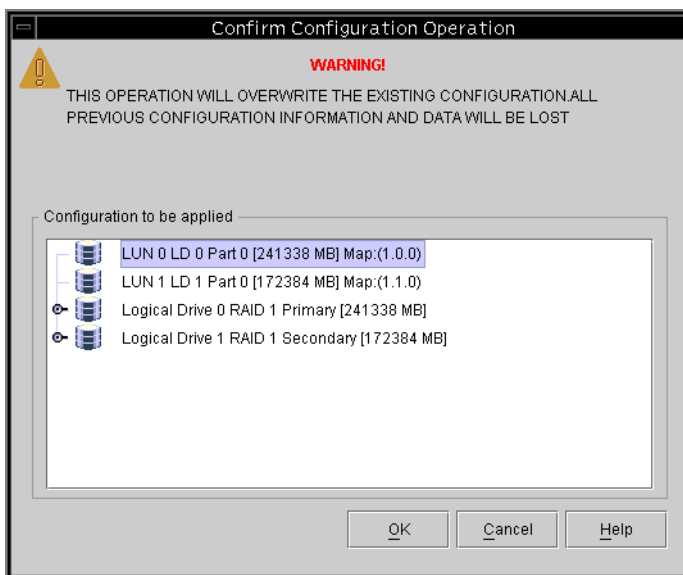 Confirm Configuration Operation
WARNING!
THIS OPERATION WILL OVERWRITE THE EXISTING CONFIGURATION.ALL
PREVIOUS CONFIGURATION INFORMATION AND DATA WILL BE LOST
Configuration to be applied
LUN 0 LD 0 Part 0 [241338 MB] Map:(1.0.0)
LUN 1 LD 1 Part 0 [172384 MB] Map:(1.1.0)
Logical Drive 0 RAID 1 Primary [241338 MB]
Logical Drive 1 RAID 1 Secondary [172384 MB]
OK Cancel Help